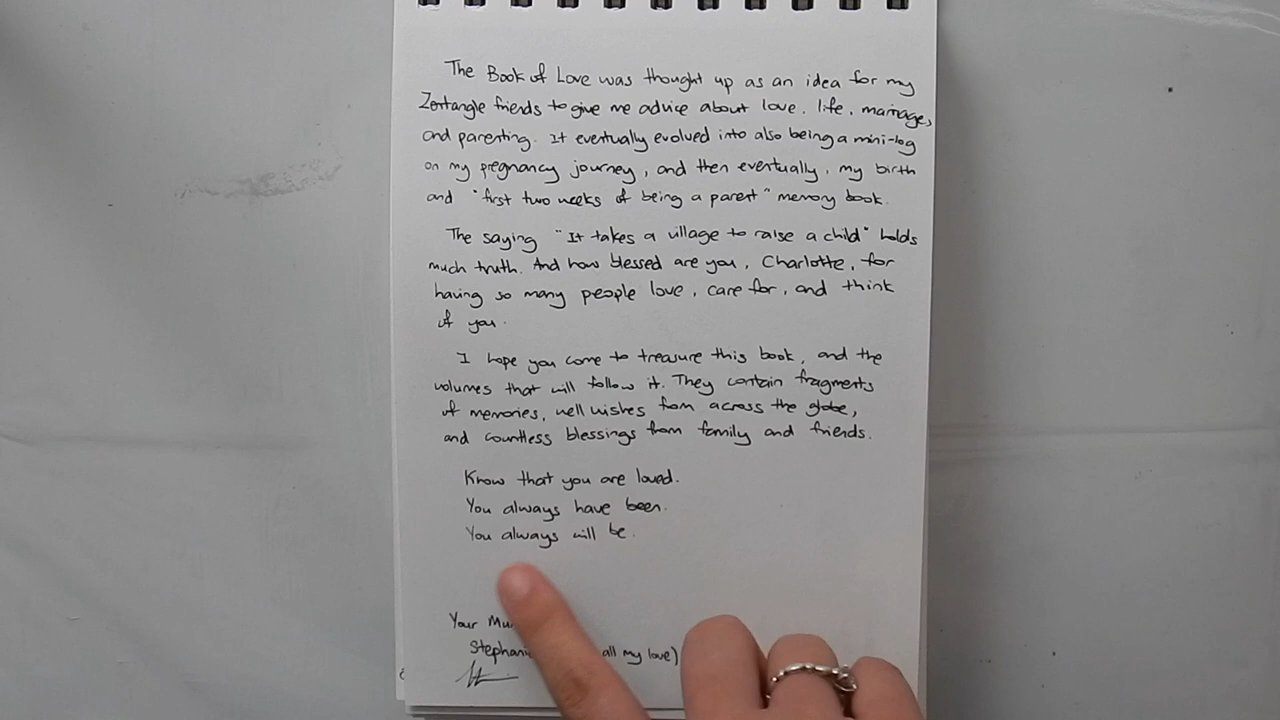 The Book of Love was thought up as an idea for my
Zentangle friends to give me advice about love, life, marriage,
and parenting. It eventually evolved into also being a mini-log
on my pregnancy journey, and then eventually, my birth
and "first two weeks of being a parent" memory book.
The saying "It takes a village to raise a child" holds
much truth. And how blessed are you, Charlotte, for
having so many people love, care for, and think
of you.
I hope you come to treasure this book, and the
volumes that will follow it. They contain fragments
of memories, well wishes from across the globe,
and countless blessings from family and friends.
Know that you are loved.
You always have been.
You always will be.
Your
all my love)